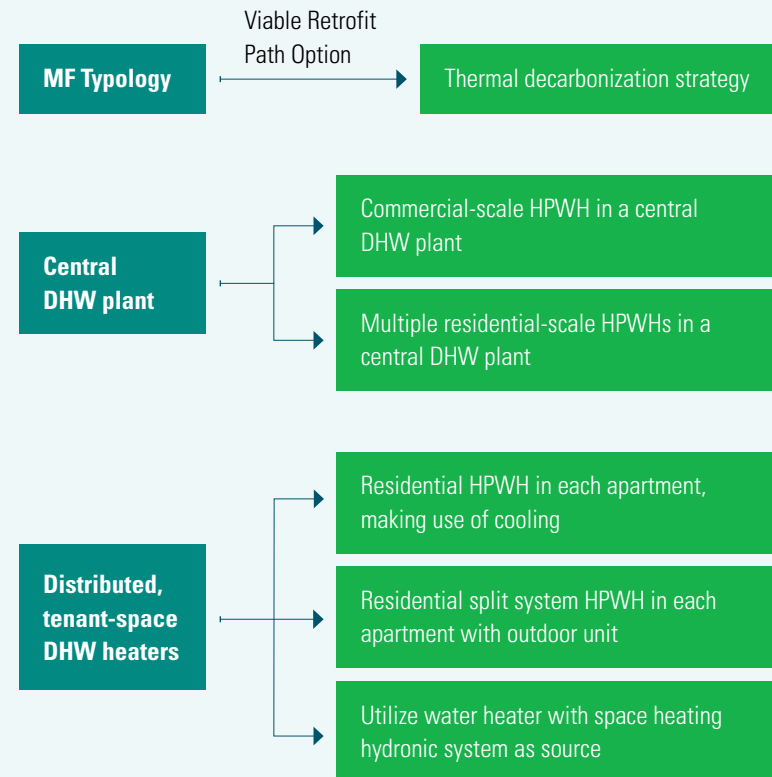 Viable Retrofit
Path Option
MF Typology
Thermal decarbonization strategy
Central
DHW plant
Commercial-scale HPWH in a central
DHW plant
Multiple residential-scale HPWHs in a
central DHW plant
Distributed,
tenant-space
DHW heaters
Residential HPWH in each apartment,
making use of cooling
Residential split system HPWH in each
apartment with outdoor unit
Utilize water heater with space heating
hydronic system as source